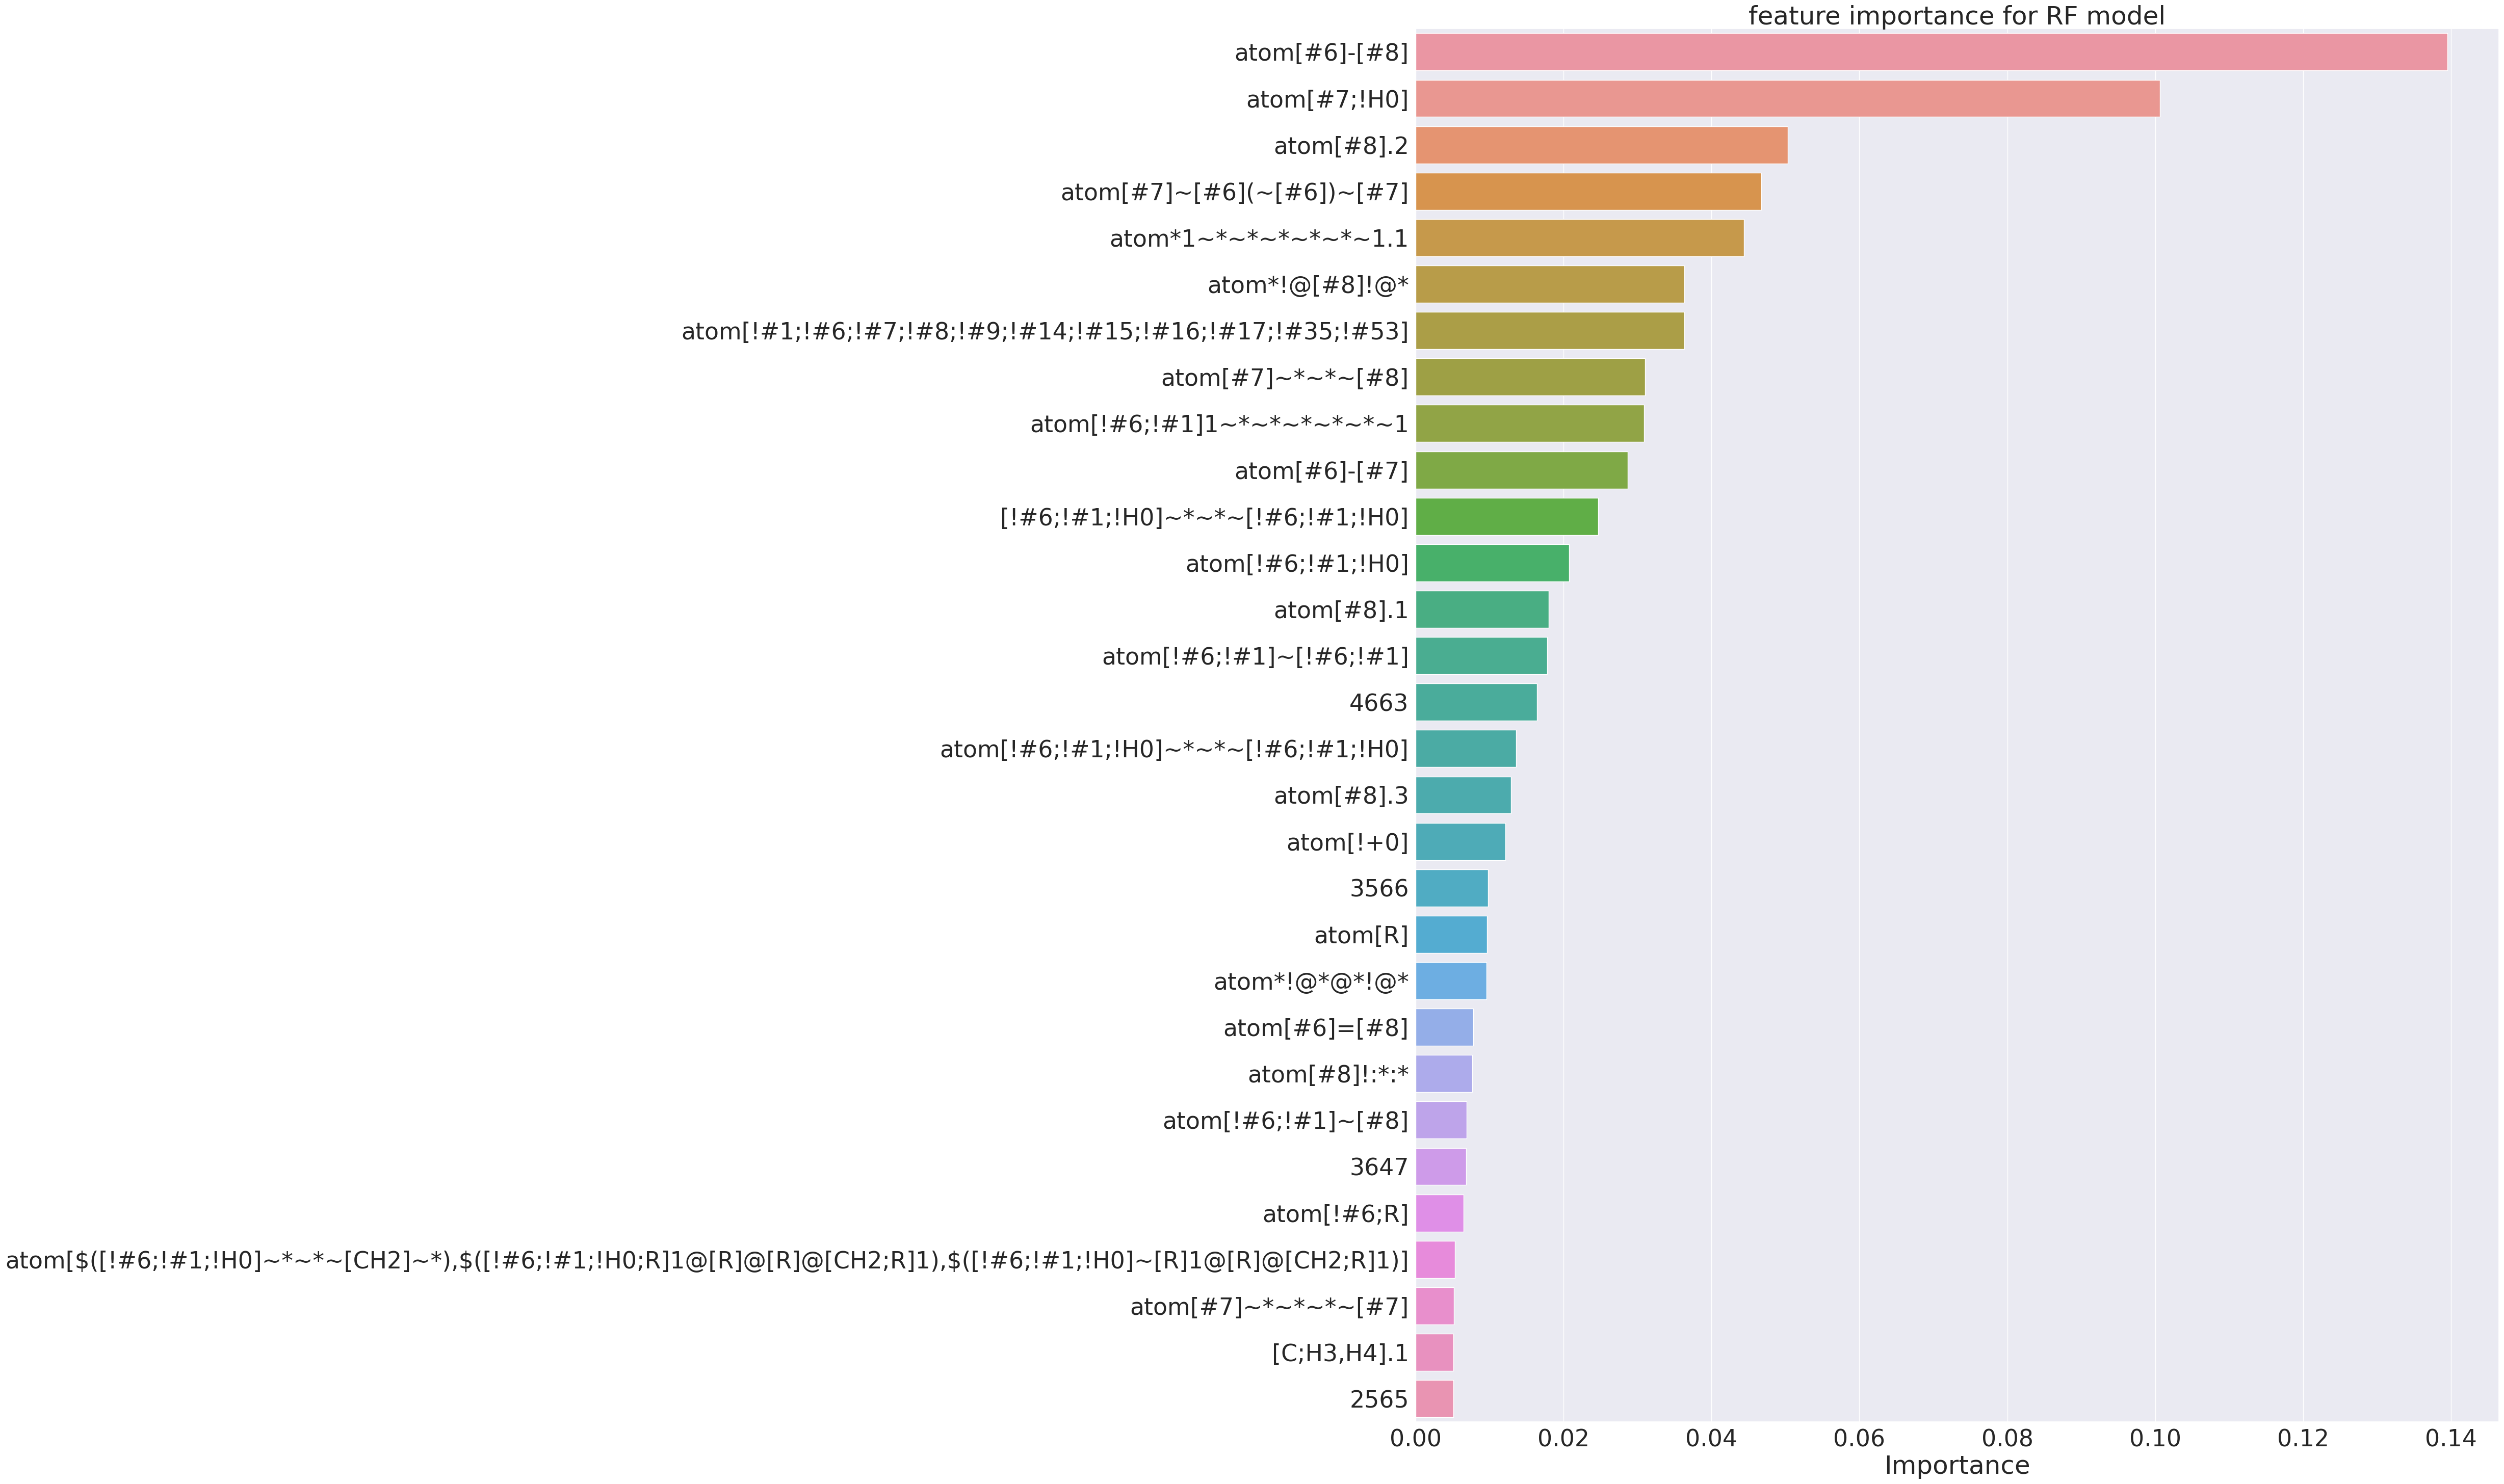 feature importance for RF model
atom[#6]-[#8]
atom[#7;!H0]
atom[#8].2
atom[#7]~[#6](~[#6])~[#7]
atom*1~*~*~*~*~*~1.1
atom*!@[#8]!@*
atom[!#1;!#6;!#7;!#8;!#9;!#14;!#15;!#16;!#17;!#35;!#53]
atom[#7]~*~*~[#8]
atom[!#6;!#1]1~*~*~*~*~*~1
atom[#6]-[#7]
[!#6;!#1;!H0]~*~*~[!#6;!#1;!H0]
atom[!#6;!#1;!H0]
atom[#8].1
atom[!#6;!#1]~[!#6;!#1]
4663
atom[!#6;!#1;!H0]~*~*~[!#6;!#1;!H0]
atom[#8].3
atom[!+0]
3566
atom[R]
atom*!@*@*!@*
atom[#6]=[#8]
atom[#8]!:*:*
atom[!#6;!#1]~[#8]
3647
atom[!#6;R]
atom[$([!#6;!#1;!H0]~*~*~[CH2]~*),$([!#6;!#1;!H0;R]1@[R]@[R]@[CH2;R]1),$([!#6;!#1;!H0]~[R]1@[R]@[CH2;R]1)]
atom[#7]~*~*~*~[#7]
[C;H3,H4].1
2565
0.00 0.02 0.04 0.06 0.08 0.10 0.12 0.14
Importance